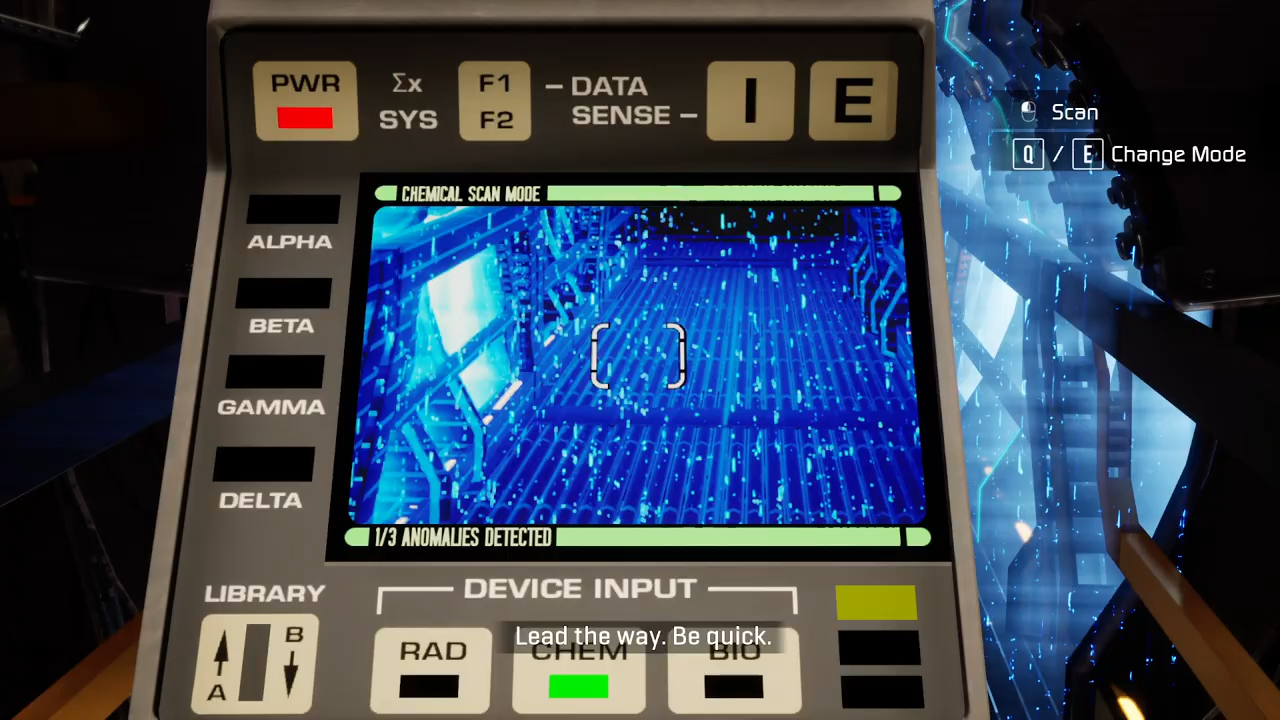 PWR
Σx
SYS
F1
F2
– DATA
SENSE –
I
E
Scan
Q / E Change Mode
CHEMICAL SCAN MODE
ALPHA
BETA
GAMMA
DELTA
1/3 ANOMALIES DETECTED
LIBRARY
A
B
DEVICE INPUT
RAD
CHEM
BIO
Lead the way. Be quick.